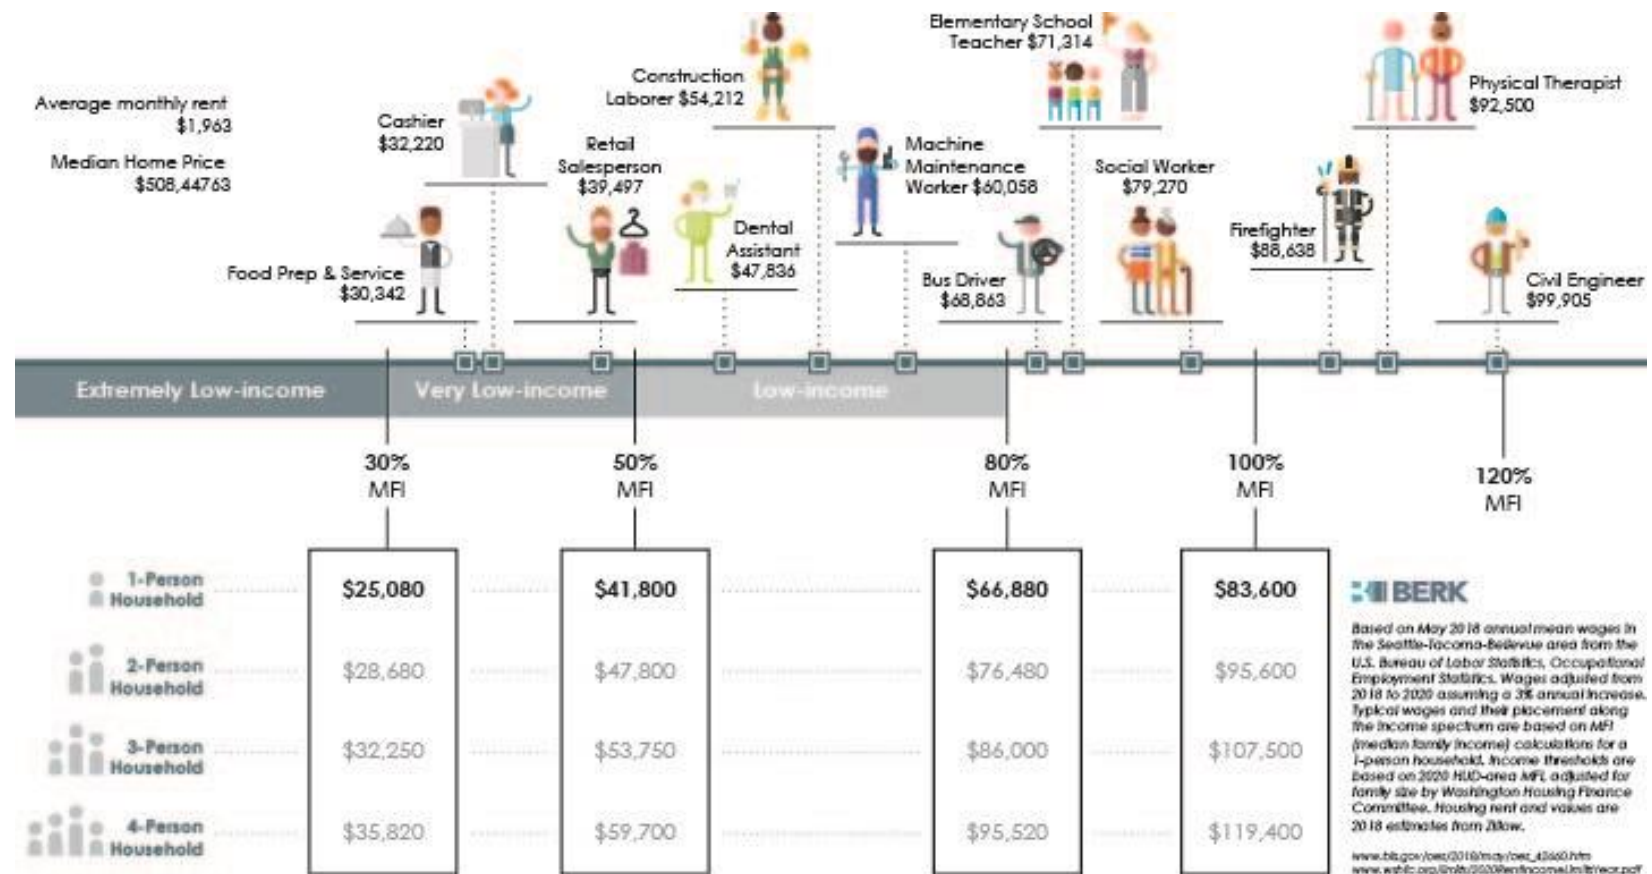 Average monthly rent
$1,963
Median Home Price
$508,44763
Cashier
$32,220
Food Prep & Service
$30,342
Construction
Laborer $54,212
Retail
Salesperson
$39,497
Dental
Assistant
$47,836
Elementary School
Teacher $71,314
Machine
Maintenance
Worker $60,058
Bus Driver
$68,863
Social Worker
$79,270
Firefighter
$88,638
Physical Therapist
$92,500
Civil Engineer
$99,905
Extremely Low-income
Very Low-income
Low-income
30%
MFI
50%
MFI
80%
MFI
100%
MFI
120%
MFI
1-Person
Household
$25,080 $41,800 $66,880 $83,600
2-Person
Household
$28,680 $47,800 $76,480 $95,600
3-Person
Household
$32,250 $53,750 $86,000 $107,500
4-Person
Household
$35,820 $59,700 $95,520 $119,400
BERK
Based on May 2018 annual mean wages in
the Seattle-Tacoma-Bellevue area from the
U.S. Bureau of Labor Statistics, Occupational
Employment Statistics. Wages adjusted from
2018 to 2020 assuming a 3% annual increase.
Typical wages and their placement along
the income spectrum are based on MFI
(median family income) calculations for a
1-person household. Income thresholds are
based on 2020 HUD-area MFI, adjusted for
family size by Washington Housing Finance
Committee. Housing rent and values are
2018 estimates from Zillow.